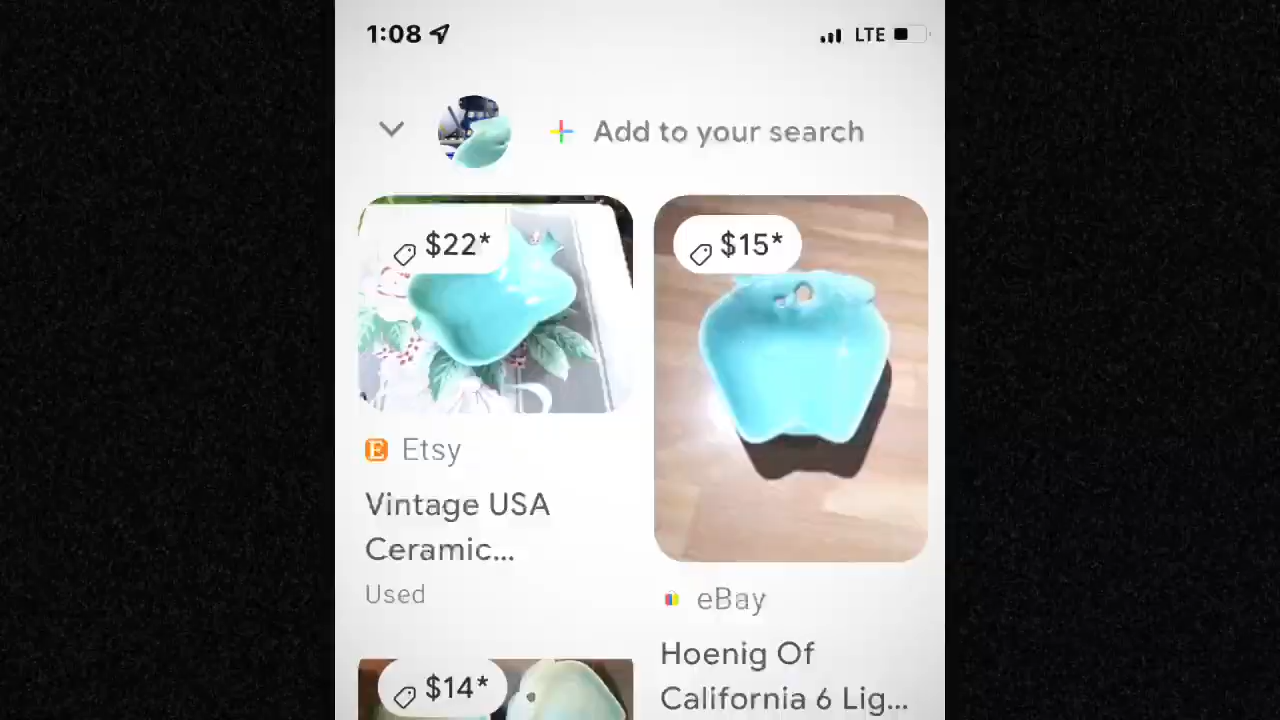 1:08
LTE
Add to your search
$22*
$15*
E Etsy
Vintage USA
Ceramic...
Used
eBay
Hoenig Of
California 6 Lig...
$14*